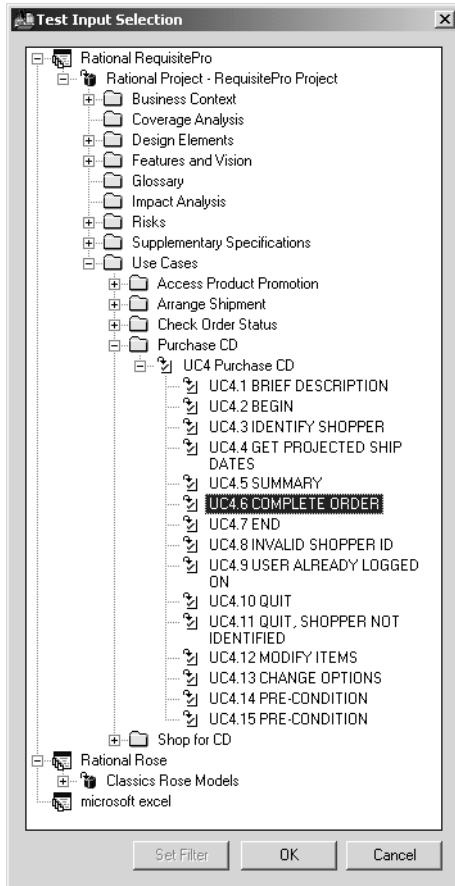 Test Input Selection
Rational RequisitePro
Rational Project - RequisitePro Project
Business Context
Coverage Analysis
Design Elements
Features and Vision
Glossary
Impact Analysis
Risks
Supplementary Specifications
Use Cases
Access Product Promotion
Arrange Shipment
Check Order Status
Purchase CD
UC4 Purchase CD
UC4.1 BRIEF DESCRIPTION
UC4.2 BEGIN
UC4.3 IDENTIFY SHOPPER
UC4.4 GET PROJECTED SHIP
DATES
UC4.5 SUMMARY
UC4.6 COMPLETE ORDER
UC4.7 END
UC4.8 INVALID SHOPPER ID
UC4.9 USER ALREADY LOGGED
ON
UC4.10 QUIT
UC4.11 QUIT, SHOPPER NOT
IDENTIFIED
UC4.12 MODIFY ITEMS
UC4.13 CHANGE OPTIONS
UC4.14 PRE-CONDITION
UC4.15 PRE-CONDITION
Shop for CD
Rational Rose
Classics Rose Models
microsoft excel
Set Filter OK Cancel